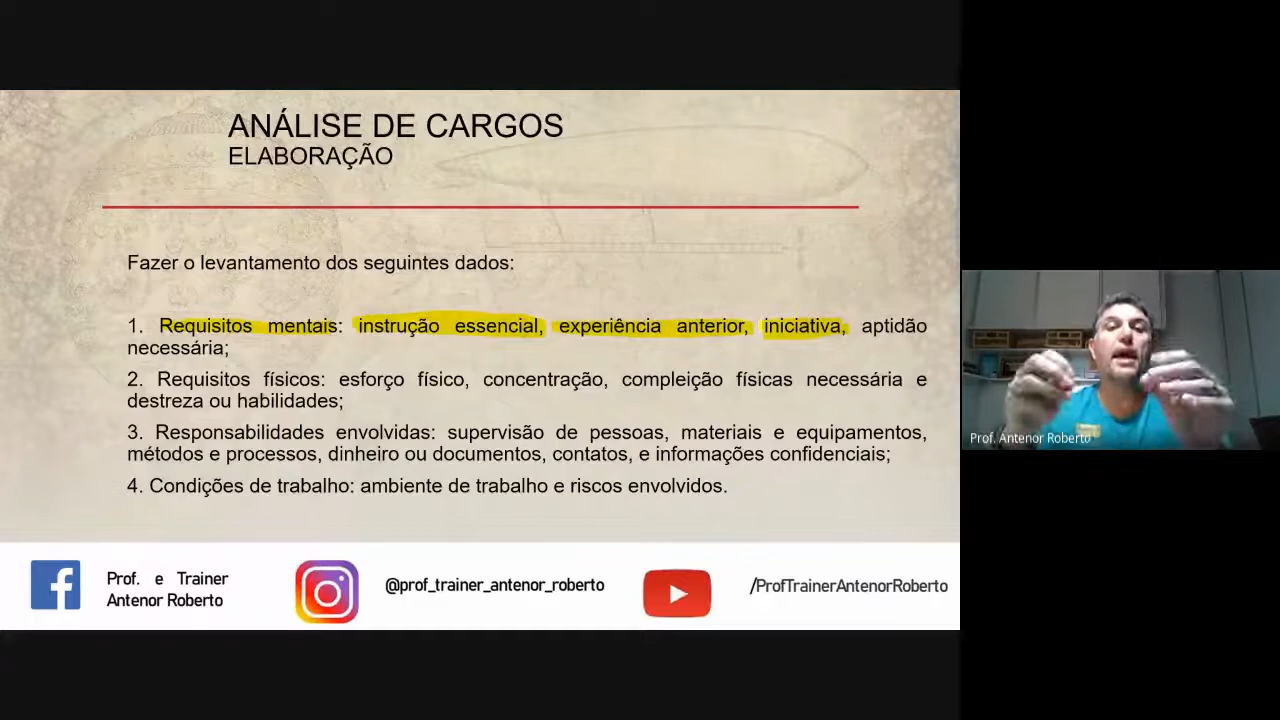 ANÁLISE DE CARGOS
ELABORAÇÃO
Fazer o levantamento dos seguintes dados:
1. Requisitos mentais: instrução essencial, experiência anterior, iniciativa, aptidão
necessária;
2. Requisitos físicos: esforço físico, concentração, compleição físicas necessária e
destreza ou habilidades;
3. Responsabilidades envolvidas: supervisão de pessoas, materiais e equipamentos,
métodos e processos, dinheiro ou documentos, contatos, e informações confidenciais;
4. Condições de trabalho: ambiente de trabalho e riscos envolvidos.
Prof. e Trainer
Antenor Roberto
@prof_trainer_antenor_roberto
/ProfTrainerAntenorRoberto
Prof. Antenor Roberto